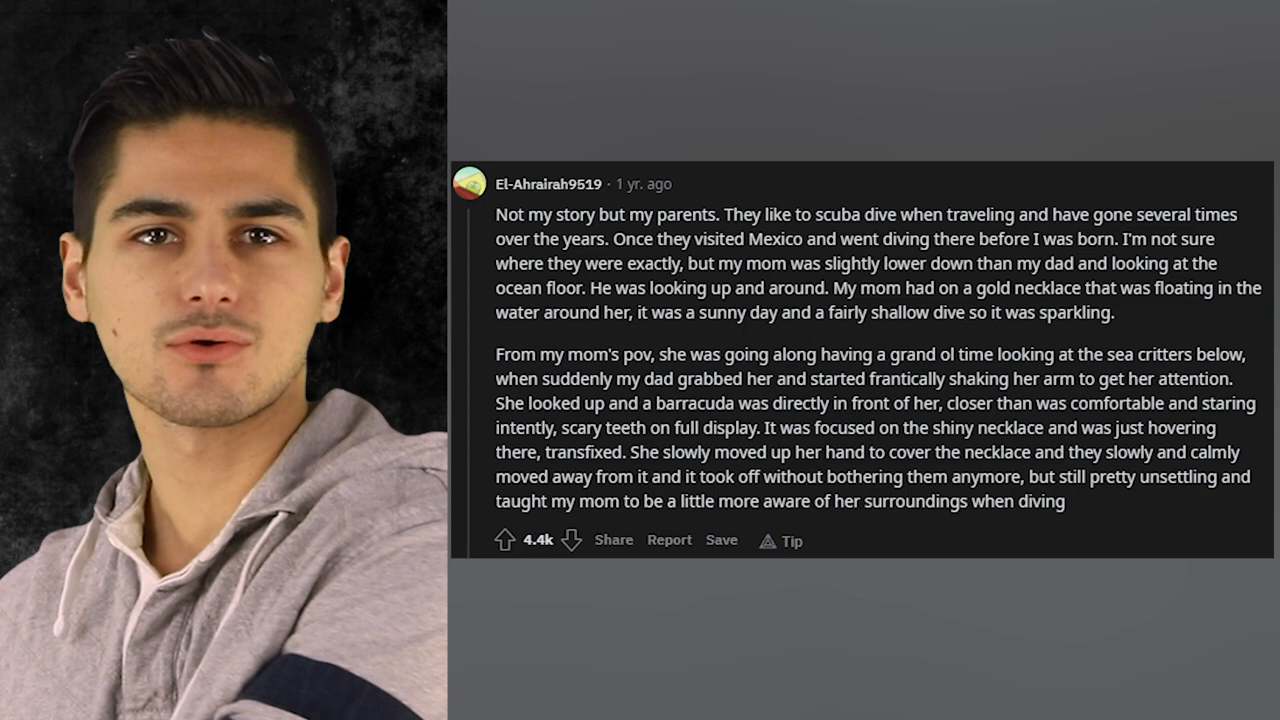 El-Ahrairah9519 · 1 yr. ago
Not my story but my parents. They like to scuba dive when traveling and have gone several times
over the years. Once they visited Mexico and went diving there before I was born. I'm not sure
where they were exactly, but my mom was slightly lower down than my dad and looking at the
ocean floor. He was looking up and around. My mom had on a gold necklace that was floating in the
water around her, it was a sunny day and a fairly shallow dive so it was sparkling.
From my mom's pov, she was going along having a grand ol time looking at the sea critters below,
when suddenly my dad grabbed her and started frantically shaking her arm to get her attention.
She looked up and a barracuda was directly in front of her, closer than was comfortable and staring
intently, scary teeth on full display. It was focused on the shiny necklace and was just hovering
there, transfixed. She slowly moved up her hand to cover the necklace and they slowly and calmly
moved away from it and it took off without bothering them anymore, but still pretty unsettling and
taught my mom to be a little more aware of her surroundings when diving
4.4k Share Report Save Tip